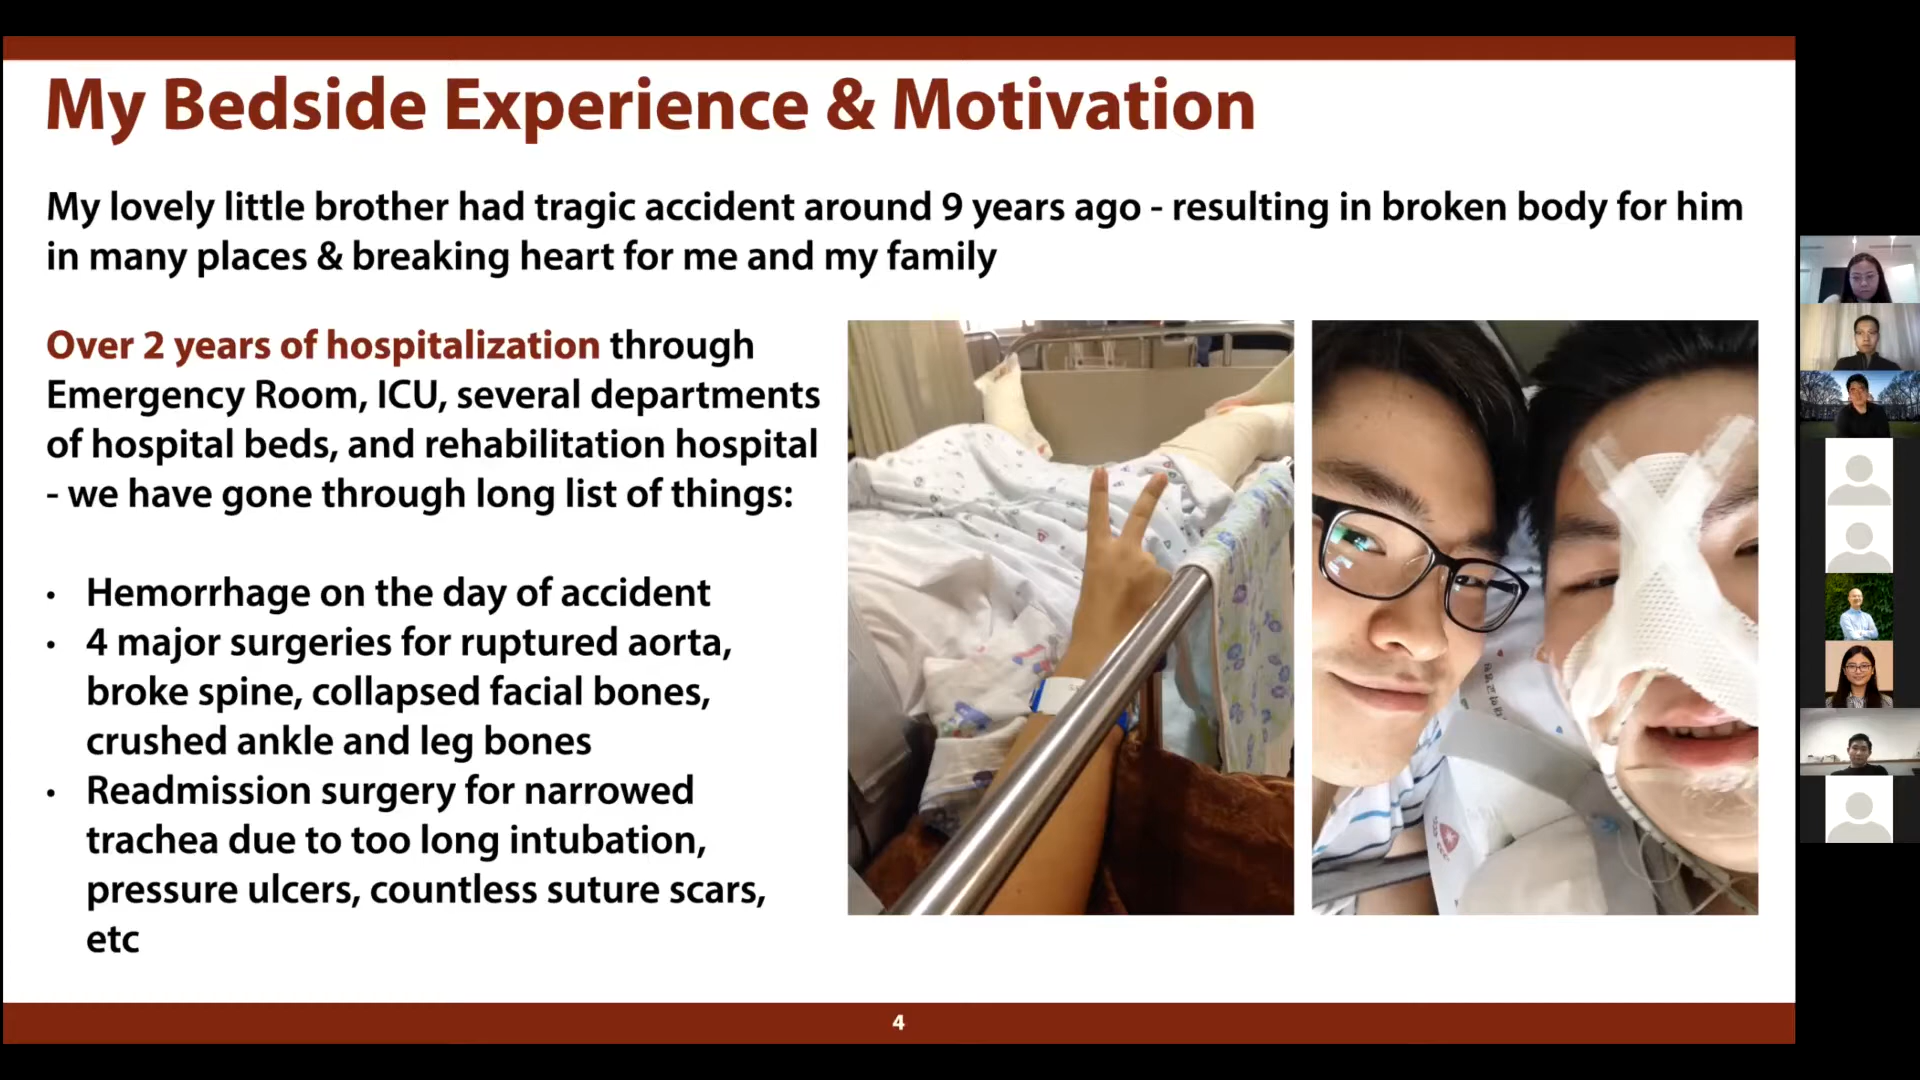 My Bedside Experience & Motivation
My lovely little brother had tragic accident around 9 years ago - resulting in broken body for him
in many places & breaking heart for me and my family
Over 2 years of hospitalization through
Emergency Room, ICU, several departments
of hospital beds, and rehabilitation hospital
- we have gone through long list of things:
• Hemorrhage on the day of accident
• 4 major surgeries for ruptured aorta,
broke spine, collapsed facial bones,
crushed ankle and leg bones
• Readmission surgery for narrowed
trachea due to too long intubation,
pressure ulcers, countless suture scars,
etc
4